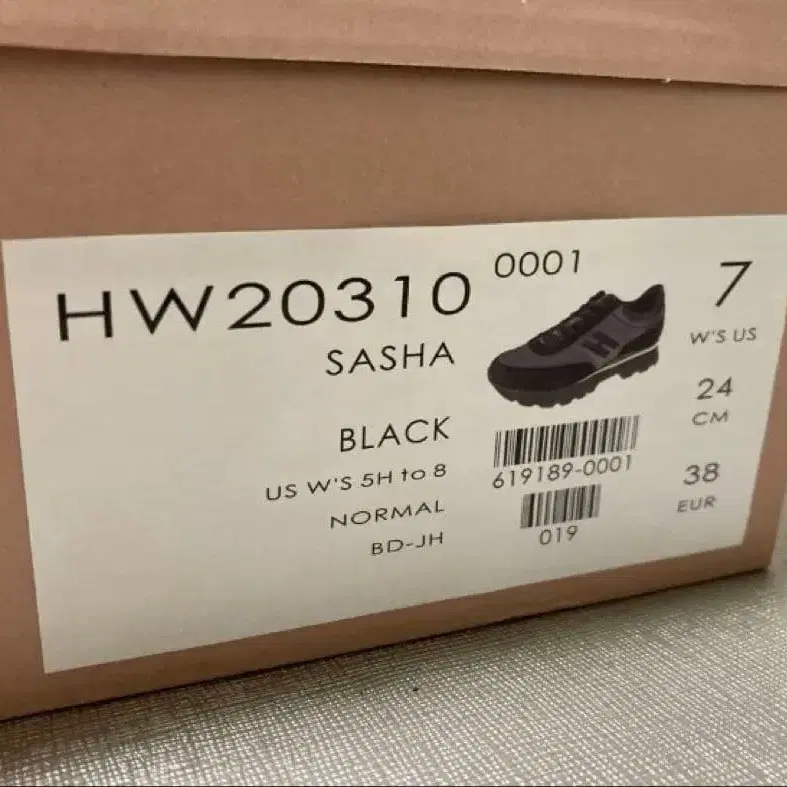 HW20310 0001
SASHA
BLACK
US W'S 5H to 8
NORMAL
BD-JH
H
619189-0001
019
7
W'S US
24
CM
38
EUR